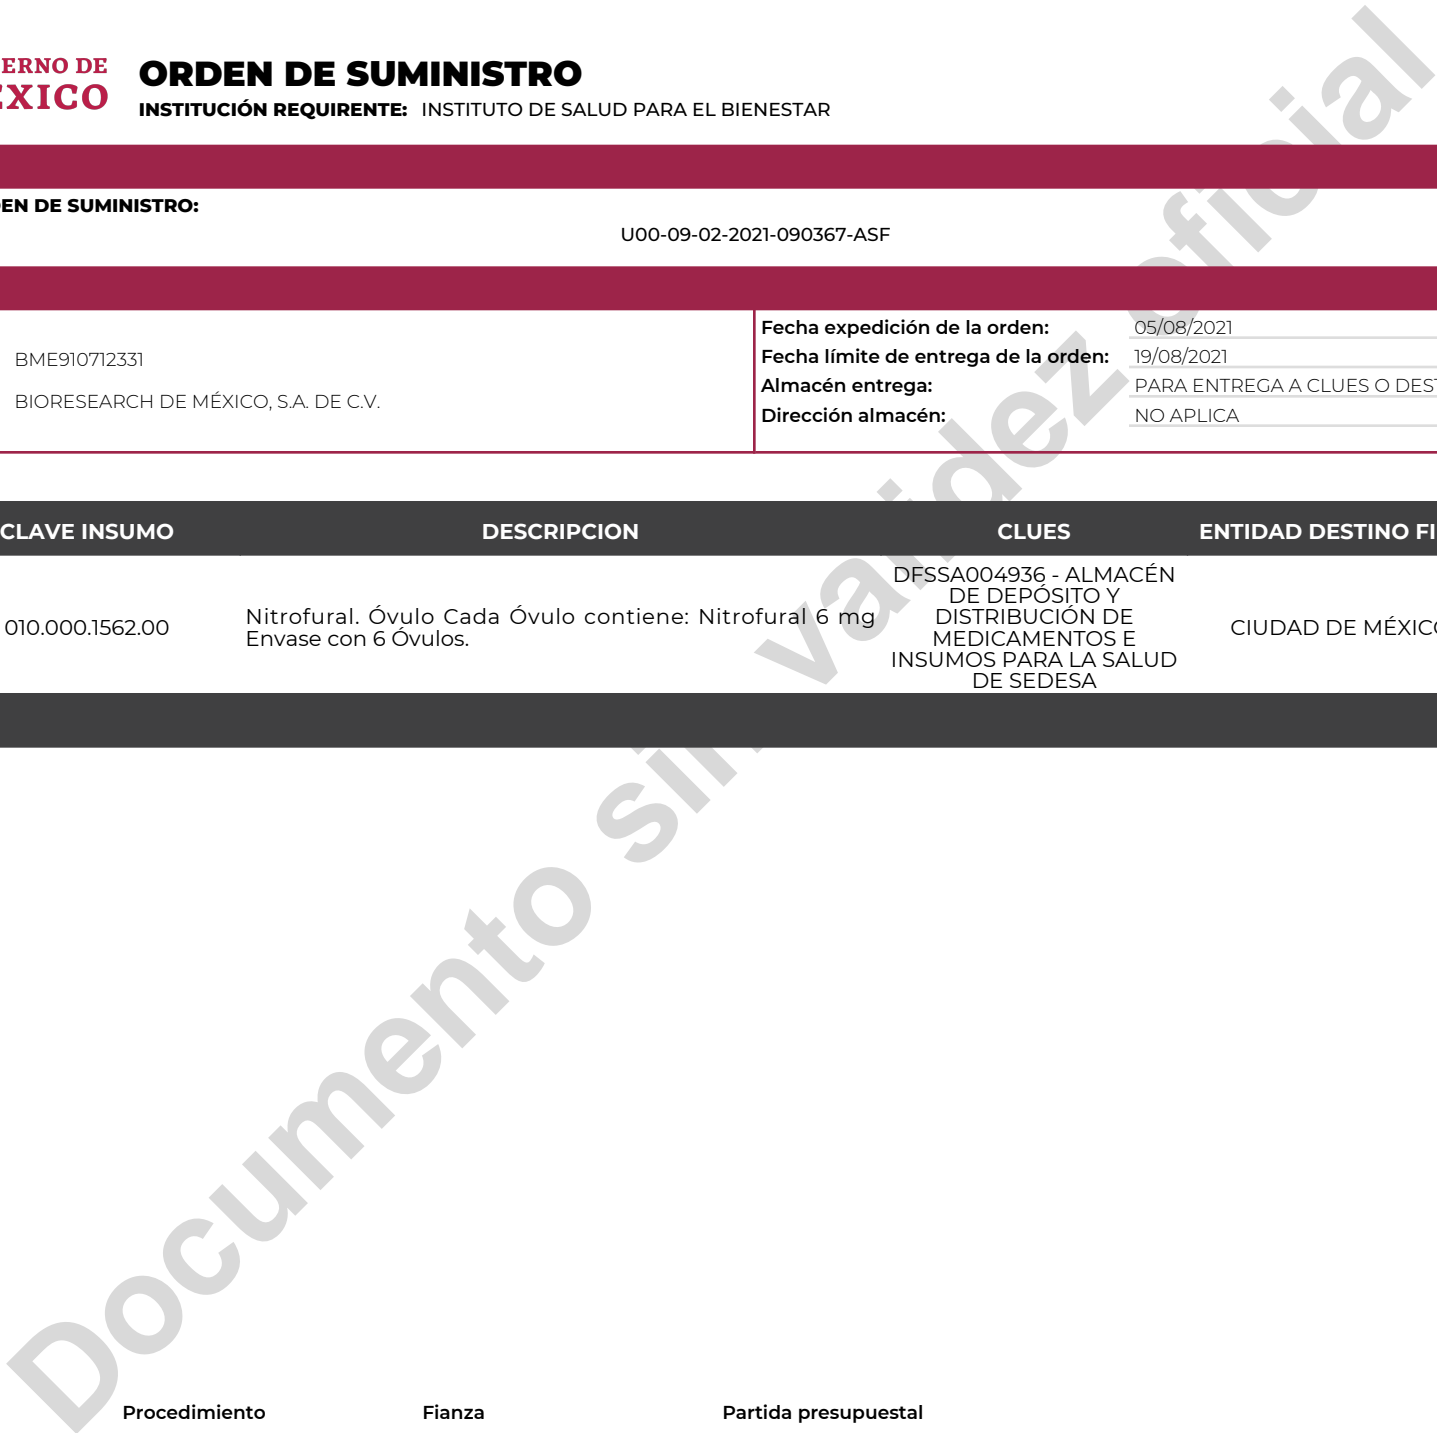 ERNO DE
ÉXICO
ORDEN DE SUMINISTRO
INSTITUCIÓN REQUIRENTE: INSTITUTO DE SALUD PARA EL BIENESTAR
EN DE SUMINISTRO:
U00-09-02-2021-090367-ASF
BME910712331
BIORESEARCH DE MÉXICO, S.A. DE C.V.
Fecha expedición de la orden: 05/08/2021
Fecha límite de entrega de la orden: 19/08/2021
Almacén entrega: PARA ENTREGA A CLUES O DEST
Dirección almacén: NO APLICA
CLAVE INSUMO DESCRIPCION CLUES ENTIDAD DESTINO FI
010.000.1562.00
Nitrofural. Óvulo Cada Óvulo contiene: Nitrofural 6 mg
Envase con 6 Óvulos.
DFSSA004936 - ALMACÉN
DE DEPÓSITO Y
DISTRIBUCIÓN DE
MEDICAMENTOS E
INSUMOS PARA LA SALUD
DE SEDESA
CIUDAD DE MÉXICO
Procedimiento Fianza Partida presupuestal
Documento sin validez oficial